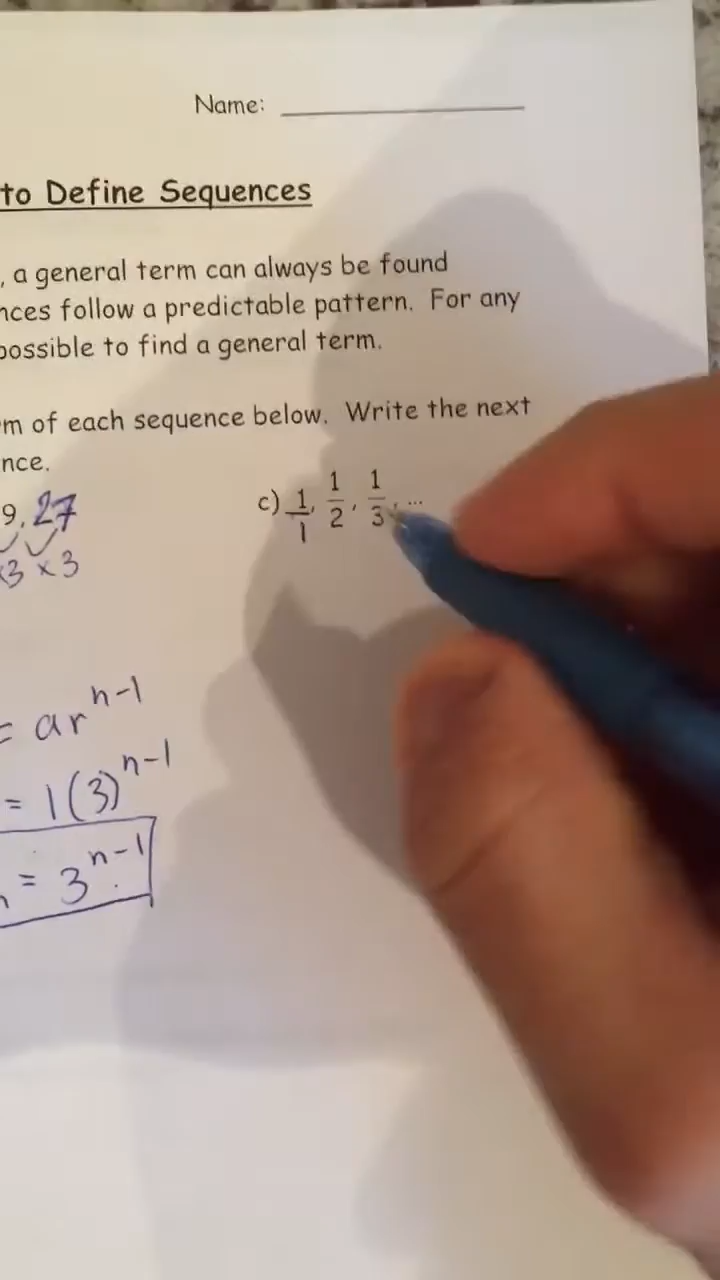 Name:
to Define Sequences
, a general term can always be found
nces follow a predictable pattern. For any
possible to find a general term.
m of each sequence below. Write the next
nce.
9, 27
×3 ×3
c) 1/1, 1/2, 1/3, ...
= ar^(n-1)
= 1(3)^(n-1)
n = 3^(n-1)